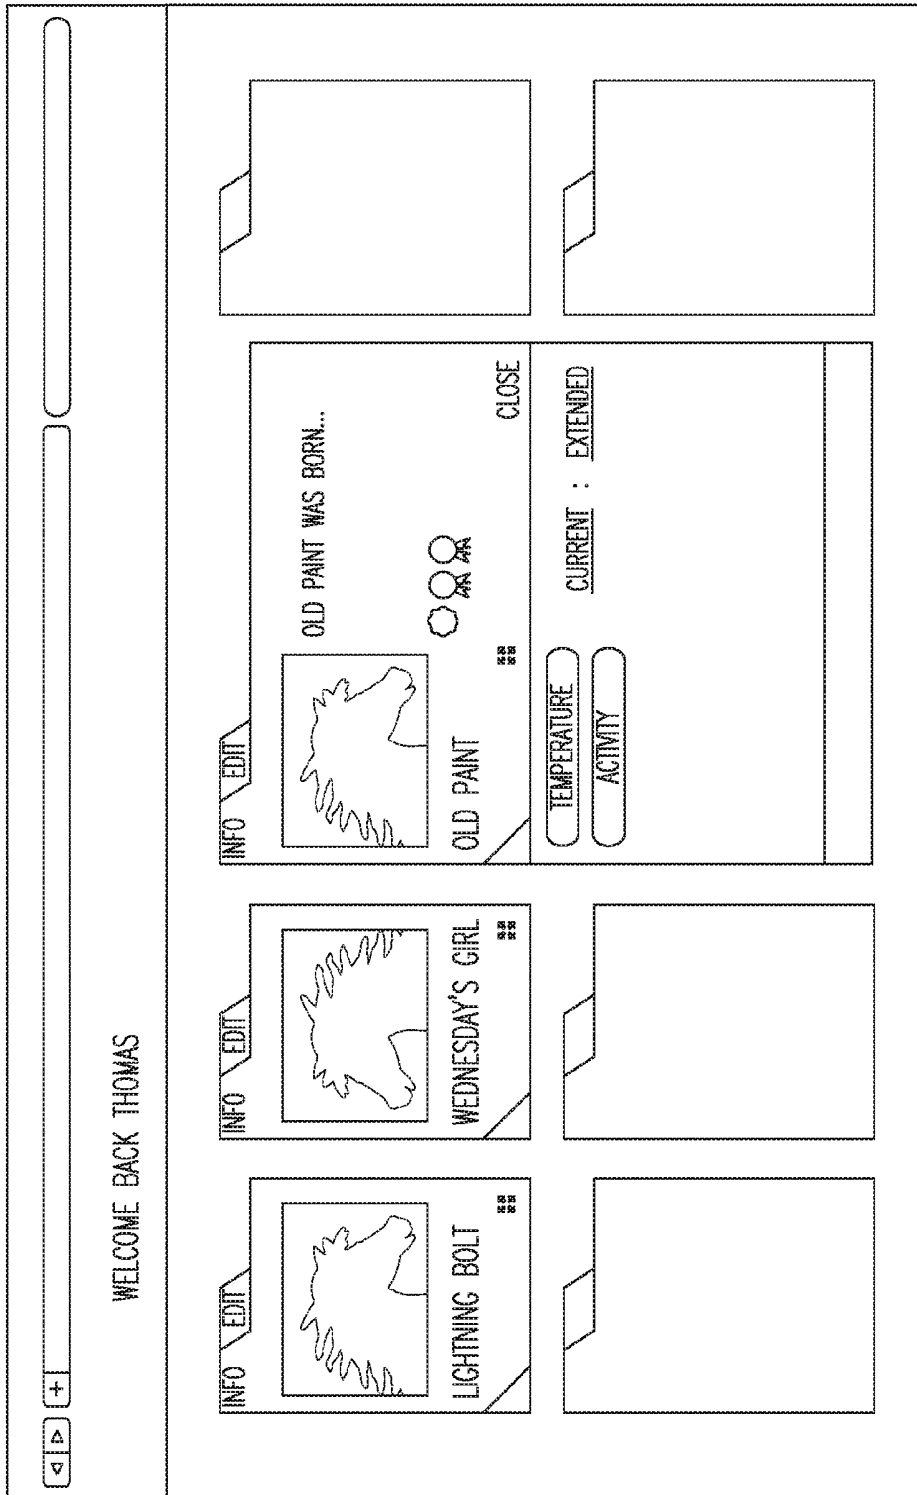 +
WELCOME BACK THOMAS
INFO EDIT
LIGHTNING BOLT
INFO EDIT
WEDNESDAY'S GIRL
INFO EDIT
OLD PAINT WAS BORN...
OLD PAINT
CLOSE
TEMPERATURE
ACTIVITY
CURRENT : EXTENDED